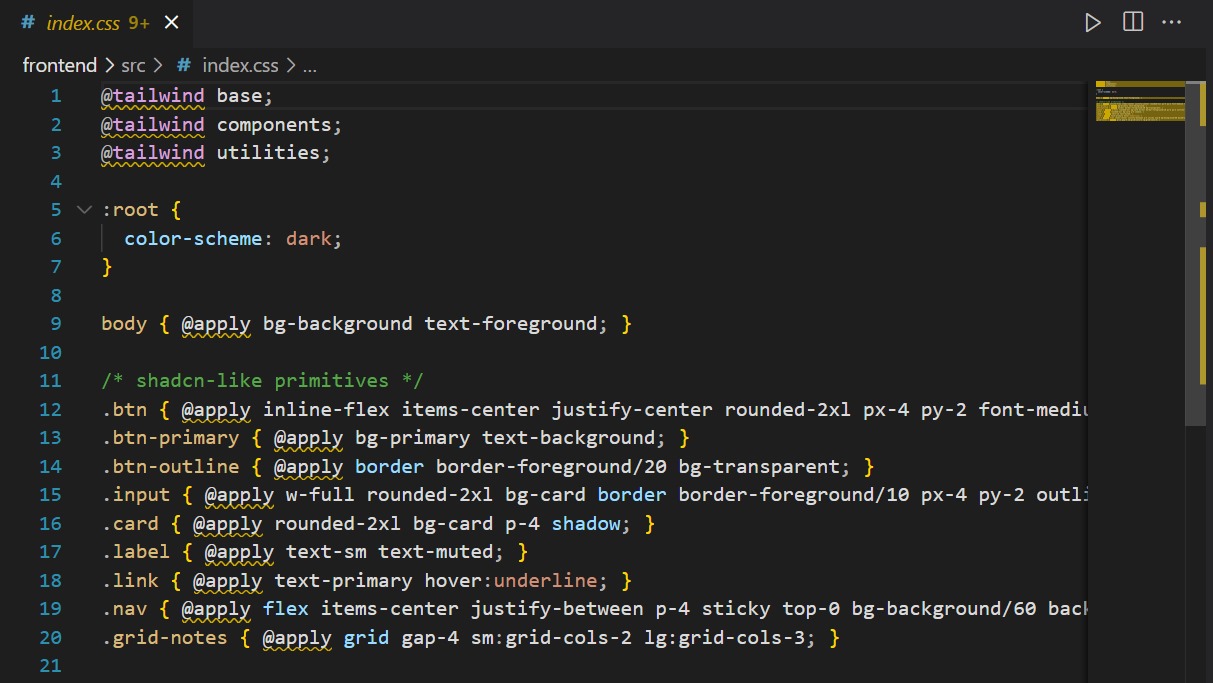 # index.css 9+
frontend > src > # index.css > ...
1 @tailwind base;
2 @tailwind components;
3 @tailwind utilities;
4
5 :root {
6 color-scheme: dark;
7 }
8
9 body { @apply bg-background text-foreground; }
10
11 /* shadcn-like primitives */
12 .btn { @apply inline-flex items-center justify-center rounded-2xl px-4 py-2 font-mediu
13 .btn-primary { @apply bg-primary text-background; }
14 .btn-outline { @apply border border-foreground/20 bg-transparent; }
15 .input { @apply w-full rounded-2xl bg-card border border-foreground/10 px-4 py-2 outli
16 .card { @apply rounded-2xl bg-card p-4 shadow; }
17 .label { @apply text-sm text-muted; }
18 .link { @apply text-primary hover:underline; }
19 .nav { @apply flex items-center justify-between p-4 sticky top-0 bg-background/60 back
20 .grid-notes { @apply grid gap-4 sm:grid-cols-2 lg:grid-cols-3; }
21